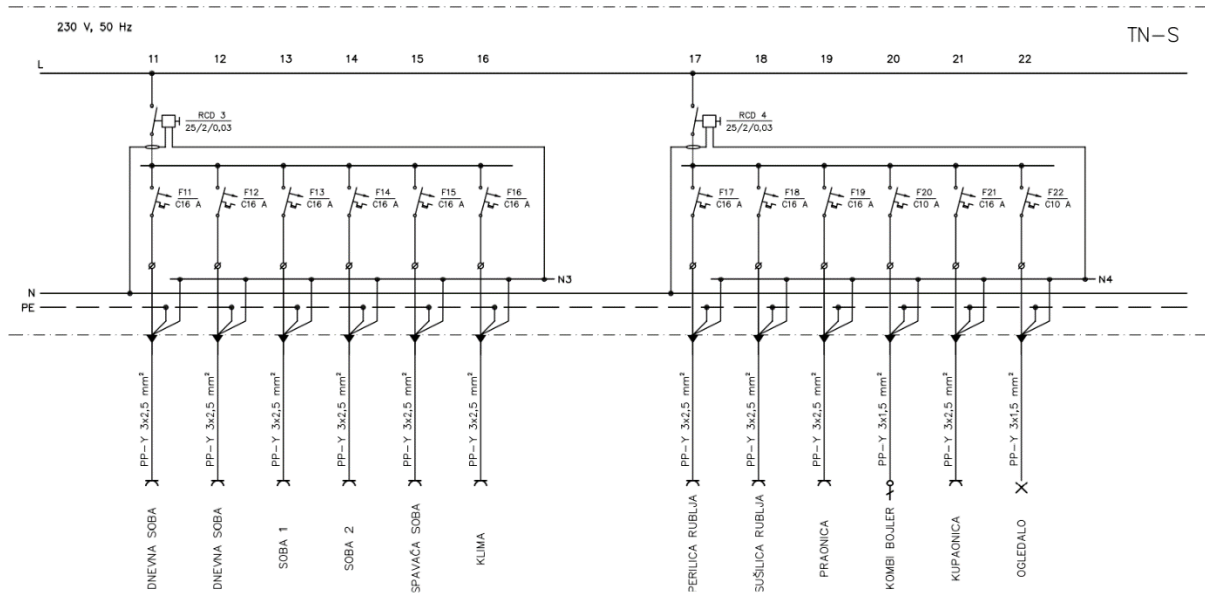 230 V, 50 Hz
TN-S
L
11 12 13 14 15 16 17 18 19 20 21 22
RCD 3
25/2/0,03
RCD 4
25/2/0,03
F11
C16 A
F12
C16 A
F13
C16 A
F14
C16 A
F15
C16 A
F16
C16 A
F17
C16 A
F18
C16 A
F19
C16 A
F20
C10 A
F21
C16 A
F22
C10 A
N3
N4
N
PE
PP-Y 3x2,5 mm²
PP-Y 3x2,5 mm²
PP-Y 3x2,5 mm²
PP-Y 3x2,5 mm²
PP-Y 3x2,5 mm²
PP-Y 3x2,5 mm²
PP-Y 3x2,5 mm²
PP-Y 3x2,5 mm²
PP-Y 3x2,5 mm²
PP-Y 3x1,5 mm²
PP-Y 3x2,5 mm²
PP-Y 3x1,5 mm²
DNEVNA SOBA
DNEVNA SOBA
SOBA 1
SOBA 2
SPAVAĆA SOBA
KLIMA
PERILICA RUBLJA
SUŠILICA RUBLJA
PRAONICA
KOMBI BOJLER
KUPAONICA
OGLEDALO